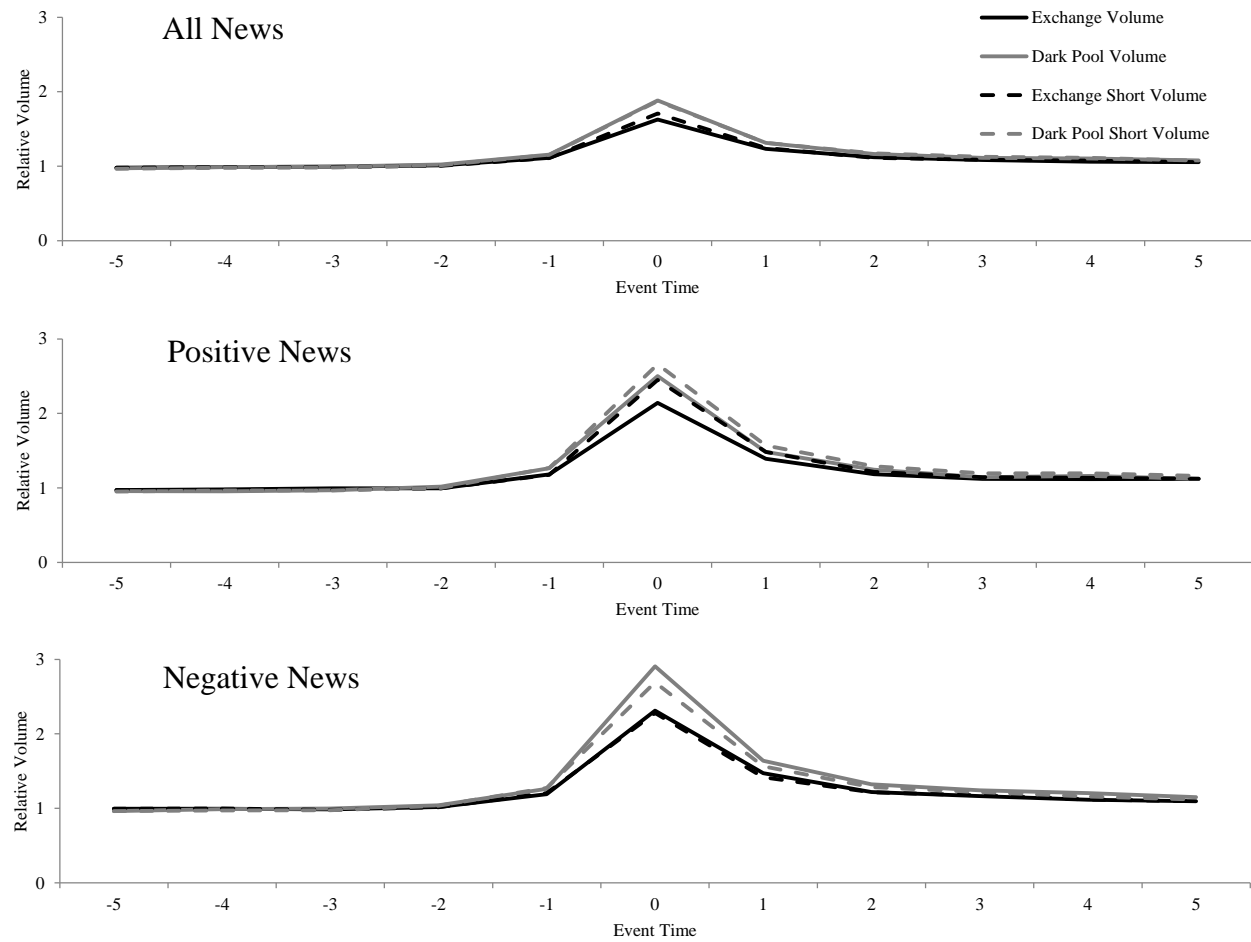 All News
Exchange Volume
Dark Pool Volume
Exchange Short Volume
Dark Pool Short Volume
Relative Volume
3
2
1
0
-5 -4 -3 -2 -1 0 1 2 3 4 5
Event Time
Positive News
Relative Volume
3
2
1
0
-5 -4 -3 -2 -1 0 1 2 3 4 5
Event Time
Negative News
Relative Volume
3
2
1
0
-5 -4 -3 -2 -1 0 1 2 3 4 5
Event Time